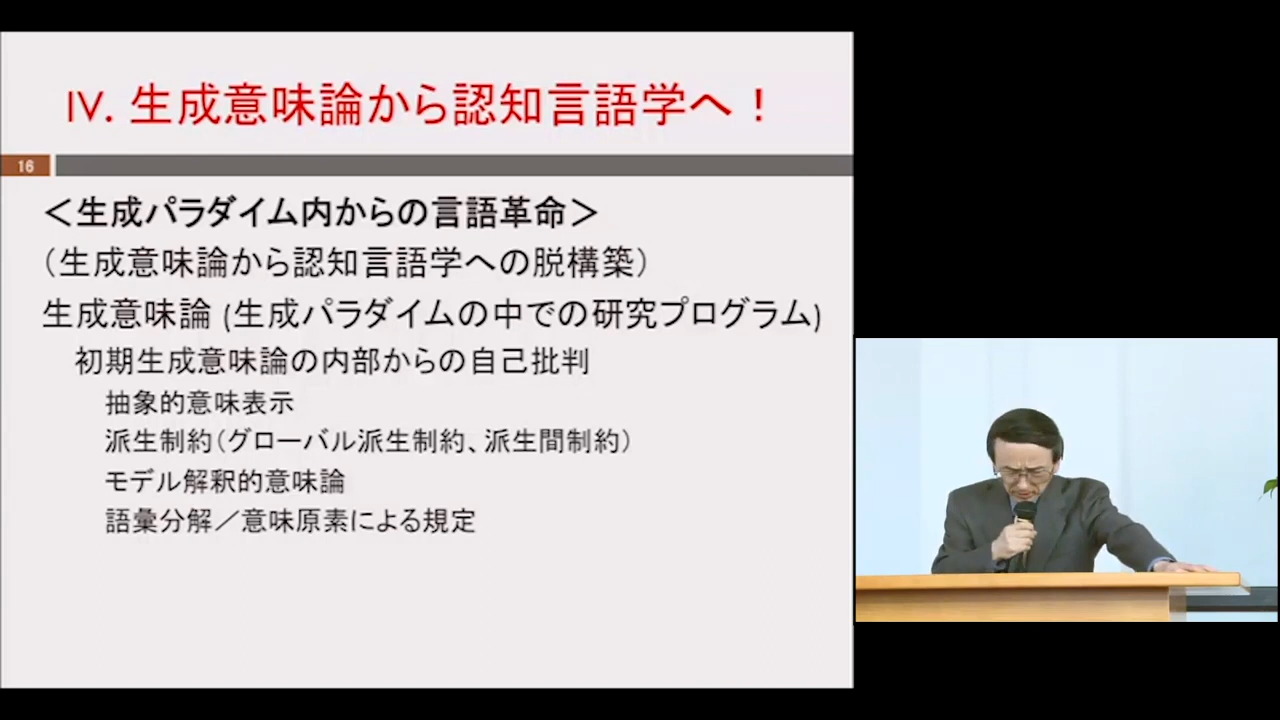 IV. 生成意味論から認知言語学へ！
16
＜生成パラダイム内からの言語革命＞
（生成意味論から認知言語学への脱構築）
生成意味論 (生成パラダイムの中での研究プログラム)
初期生成意味論の内部からの自己批判
抽象的意味表示
派生制約（グローバル派生制約、派生間制約）
モデル解釈的意味論
語彙分解／意味原素による規定